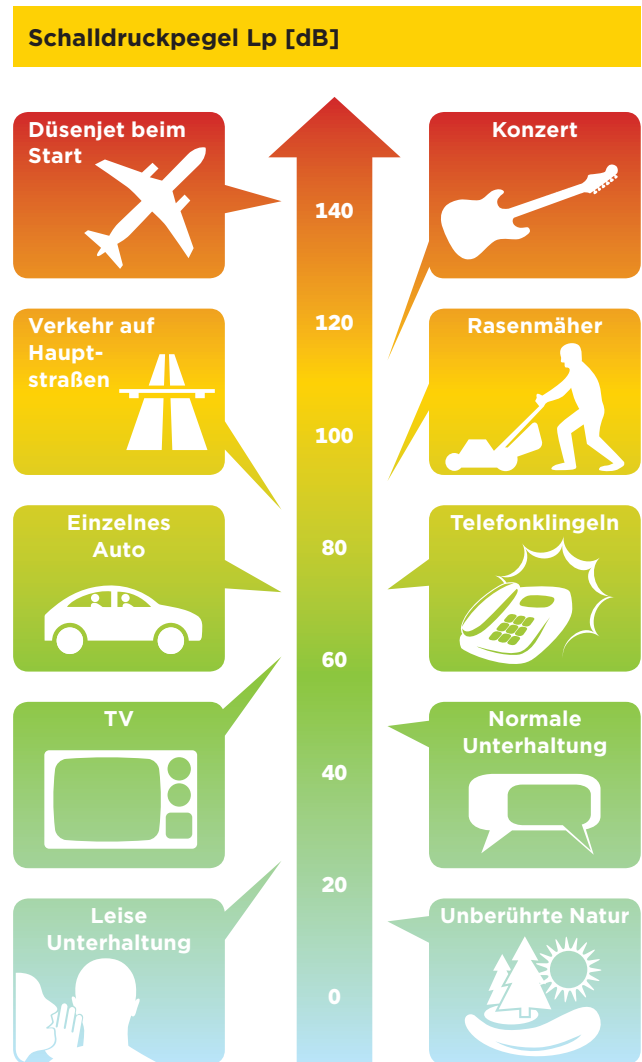 Schalldruckpegel Lp [dB]
Düsenjet beim
Start
Konzert
140
120
Verkehr auf
Haupt-
straßen
Rasenmäher
100
Einzelnes
Auto
Telefonklingeln
80
60
TV
Normale
Unterhaltung
40
20
Leise
Unterhaltung
Unberührte Natur
0